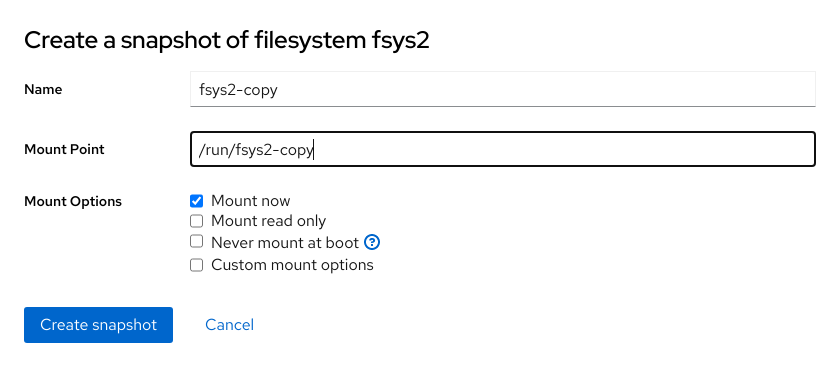 Create a snapshot of filesystem fsys2
Name fsys2-copy
Mount Point /run/fsys2-copy
Mount Options Mount now
Mount read only
Never mount at boot ?
Custom mount options
Create snapshot Cancel